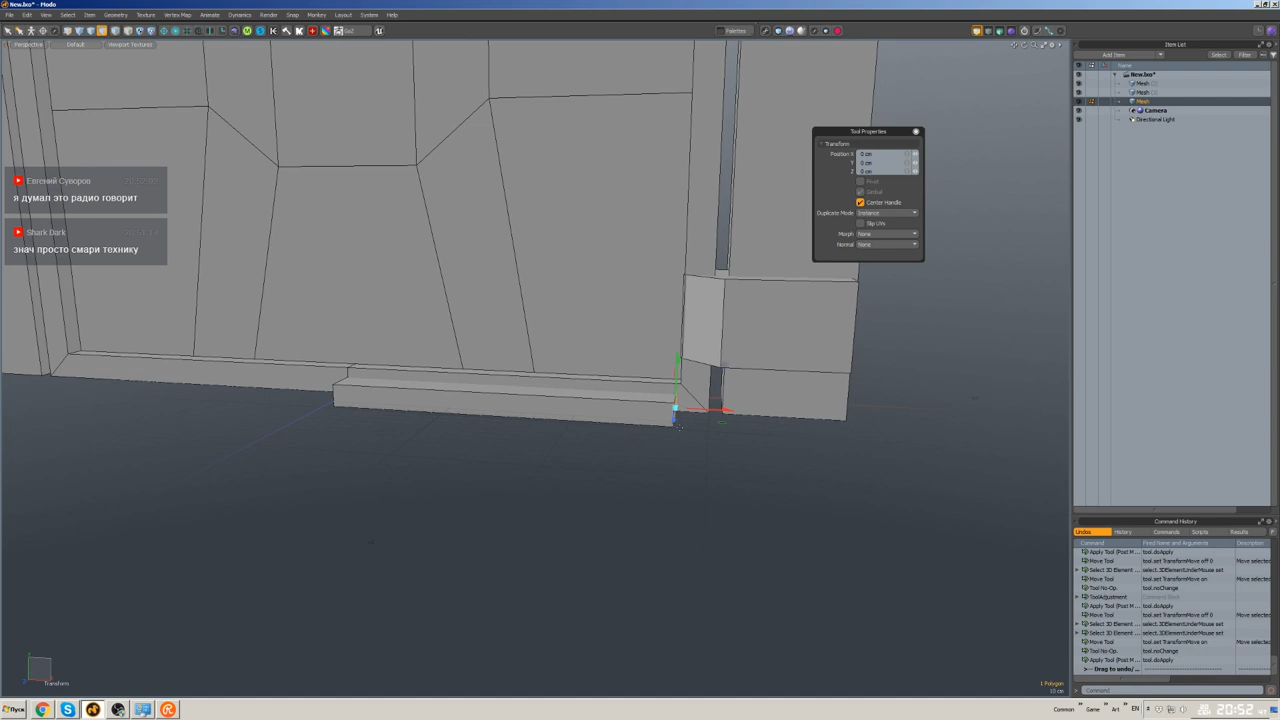 New.lxo* - Modo
File Edit View Select Item Geometry Texture Vertex Map Animate Dynamics Render Snap Monkey Layout System Help
Palettes
GoZ
Perspective Default Viewport Textures
Item List
Add Item Select Filter
Name
New.lxo*
Mesh (2)
Mesh
Mesh
Camera
Directional Light
Tool Properties
Transform
Position X 0 cm
Y 0 cm
Z 0 cm
Pivot
Global
Center Handle
Duplicate Mode Instance
Slip UVs
Morph None
Normal None
Евгений Суворов
я думал это радио говорит
Shark Dark
знач просто смари технику
Command History
Undos History Commands Scripts Results
Command Fired Name and Arguments Description
Apply Tool (Post M ... tool.doApply
Move Tool tool.set TransformMove off 0 Move selected
Select 3D Element ... select.3DElementUnderMouse set
Move Tool tool.set TransformMove on Move selected
Tool No-Op. tool.noChange
ToolAdjustment Command Block
Apply Tool (Post M ... tool.doApply
Move Tool tool.set TransformMove off 0 Move selected
Select 3D Element ... select.3DElementUnderMouse set
Select 3D Element ... select.3DElementUnderMouse set
Move Tool tool.set TransformMove on Move selected
Tool No-Op. tool.noChange
Apply Tool (Post M ... tool.doApply
Drag to undo/ ...
Transform
1 Polygon
10 cm
Command
Пуск
Common Game Art EN 20:52